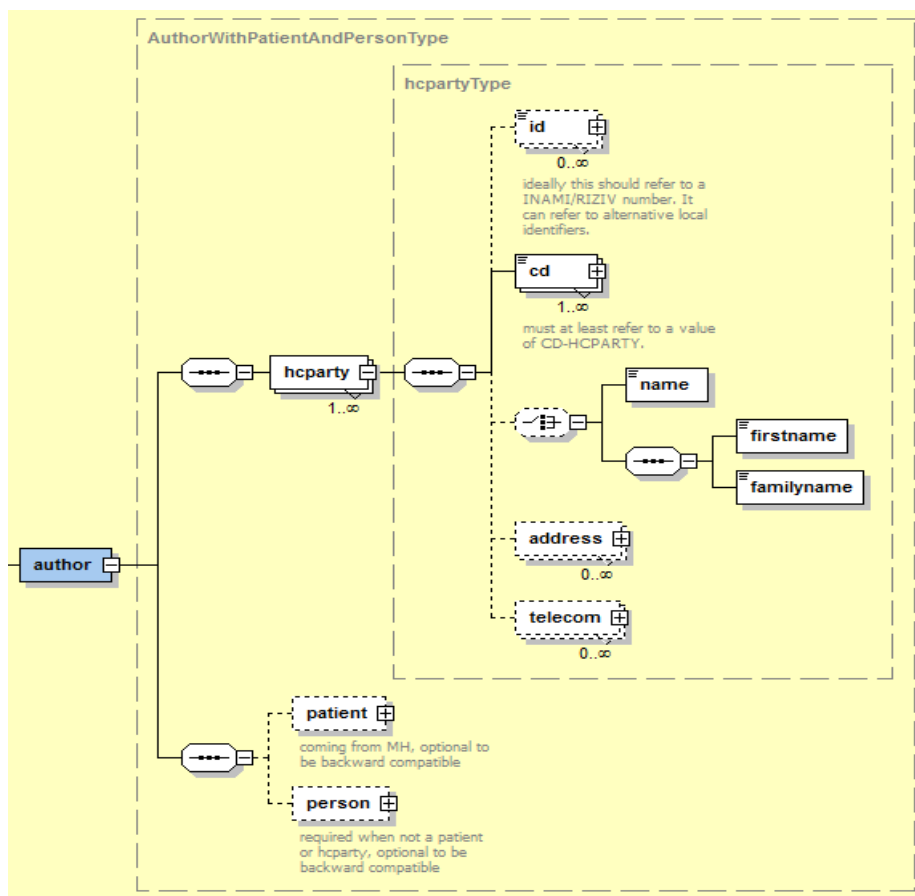 AuthorWithPatientAndPersonType
hcpartyType
id
0..∞
ideally this should refer to a
INAMI/RIZIV number. It
can refer to alternative local
identifiers.
cd
1..∞
must at least refer to a value
of CD-HCPARTY.
hcparty
1..∞
name
firstname
familyname
address
0..∞
author
telecom
0..∞
patient
coming from MH, optional to
be backward compatible
person
required when not a patient
or hcparty, optional to be
backward compatible